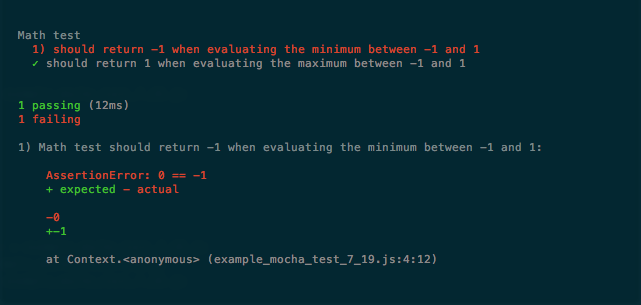 Math test
1) should return -1 when evaluating the minimum between -1 and 1
✓ should return 1 when evaluating the maximum between -1 and 1
1 passing (12ms)
1 failing
1) Math test should return -1 when evaluating the minimum between -1 and 1:
AssertionError: 0 == -1
+ expected - actual
-0
+-1
at Context.<anonymous> (example_mocha_test_7_19.js:4:12)